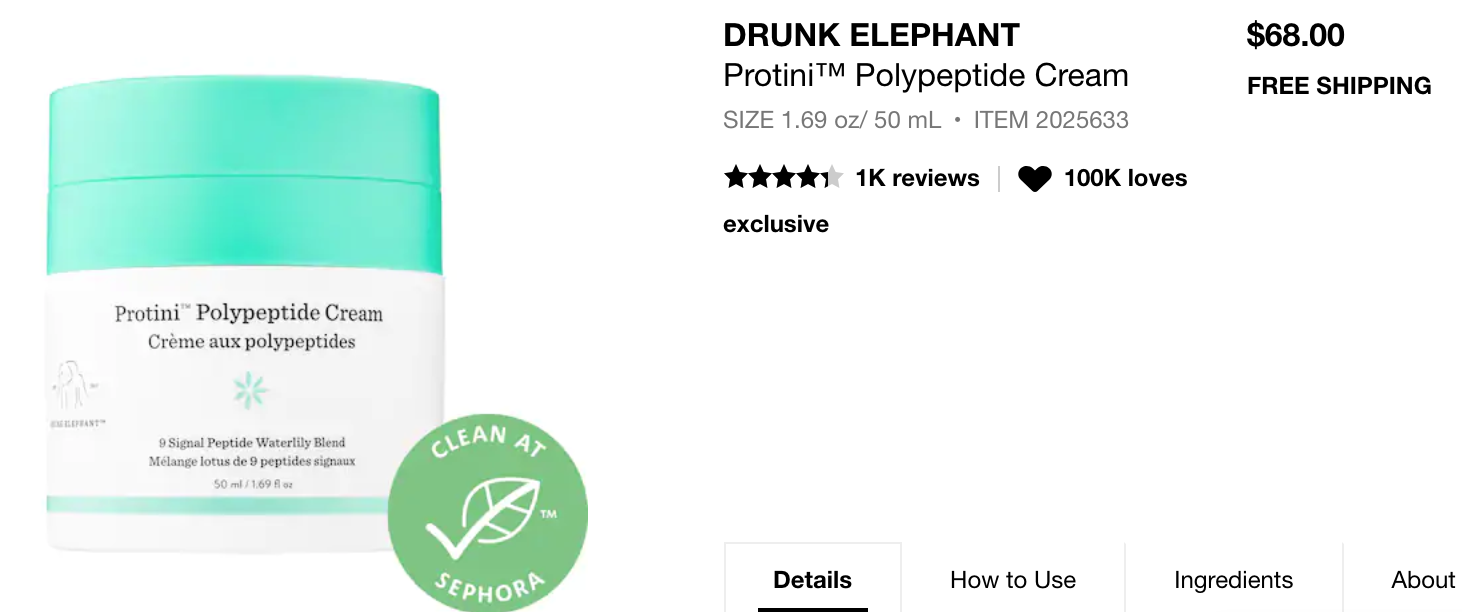 Protini™ Polypeptide Cream
Crème aux polypeptides
9 Signal Peptide Waterlily Blend
Mélange lotus de 9 peptides signaux
50 ml / 1.69 fl oz
CLEAN AT
TM
SEPHORA
DRUNK ELEPHANT
$68.00
Protini™ Polypeptide Cream
FREE SHIPPING
SIZE 1.69 oz/ 50 mL • ITEM 2025633
1K reviews
100K loves
exclusive
Details
How to Use
Ingredients
About